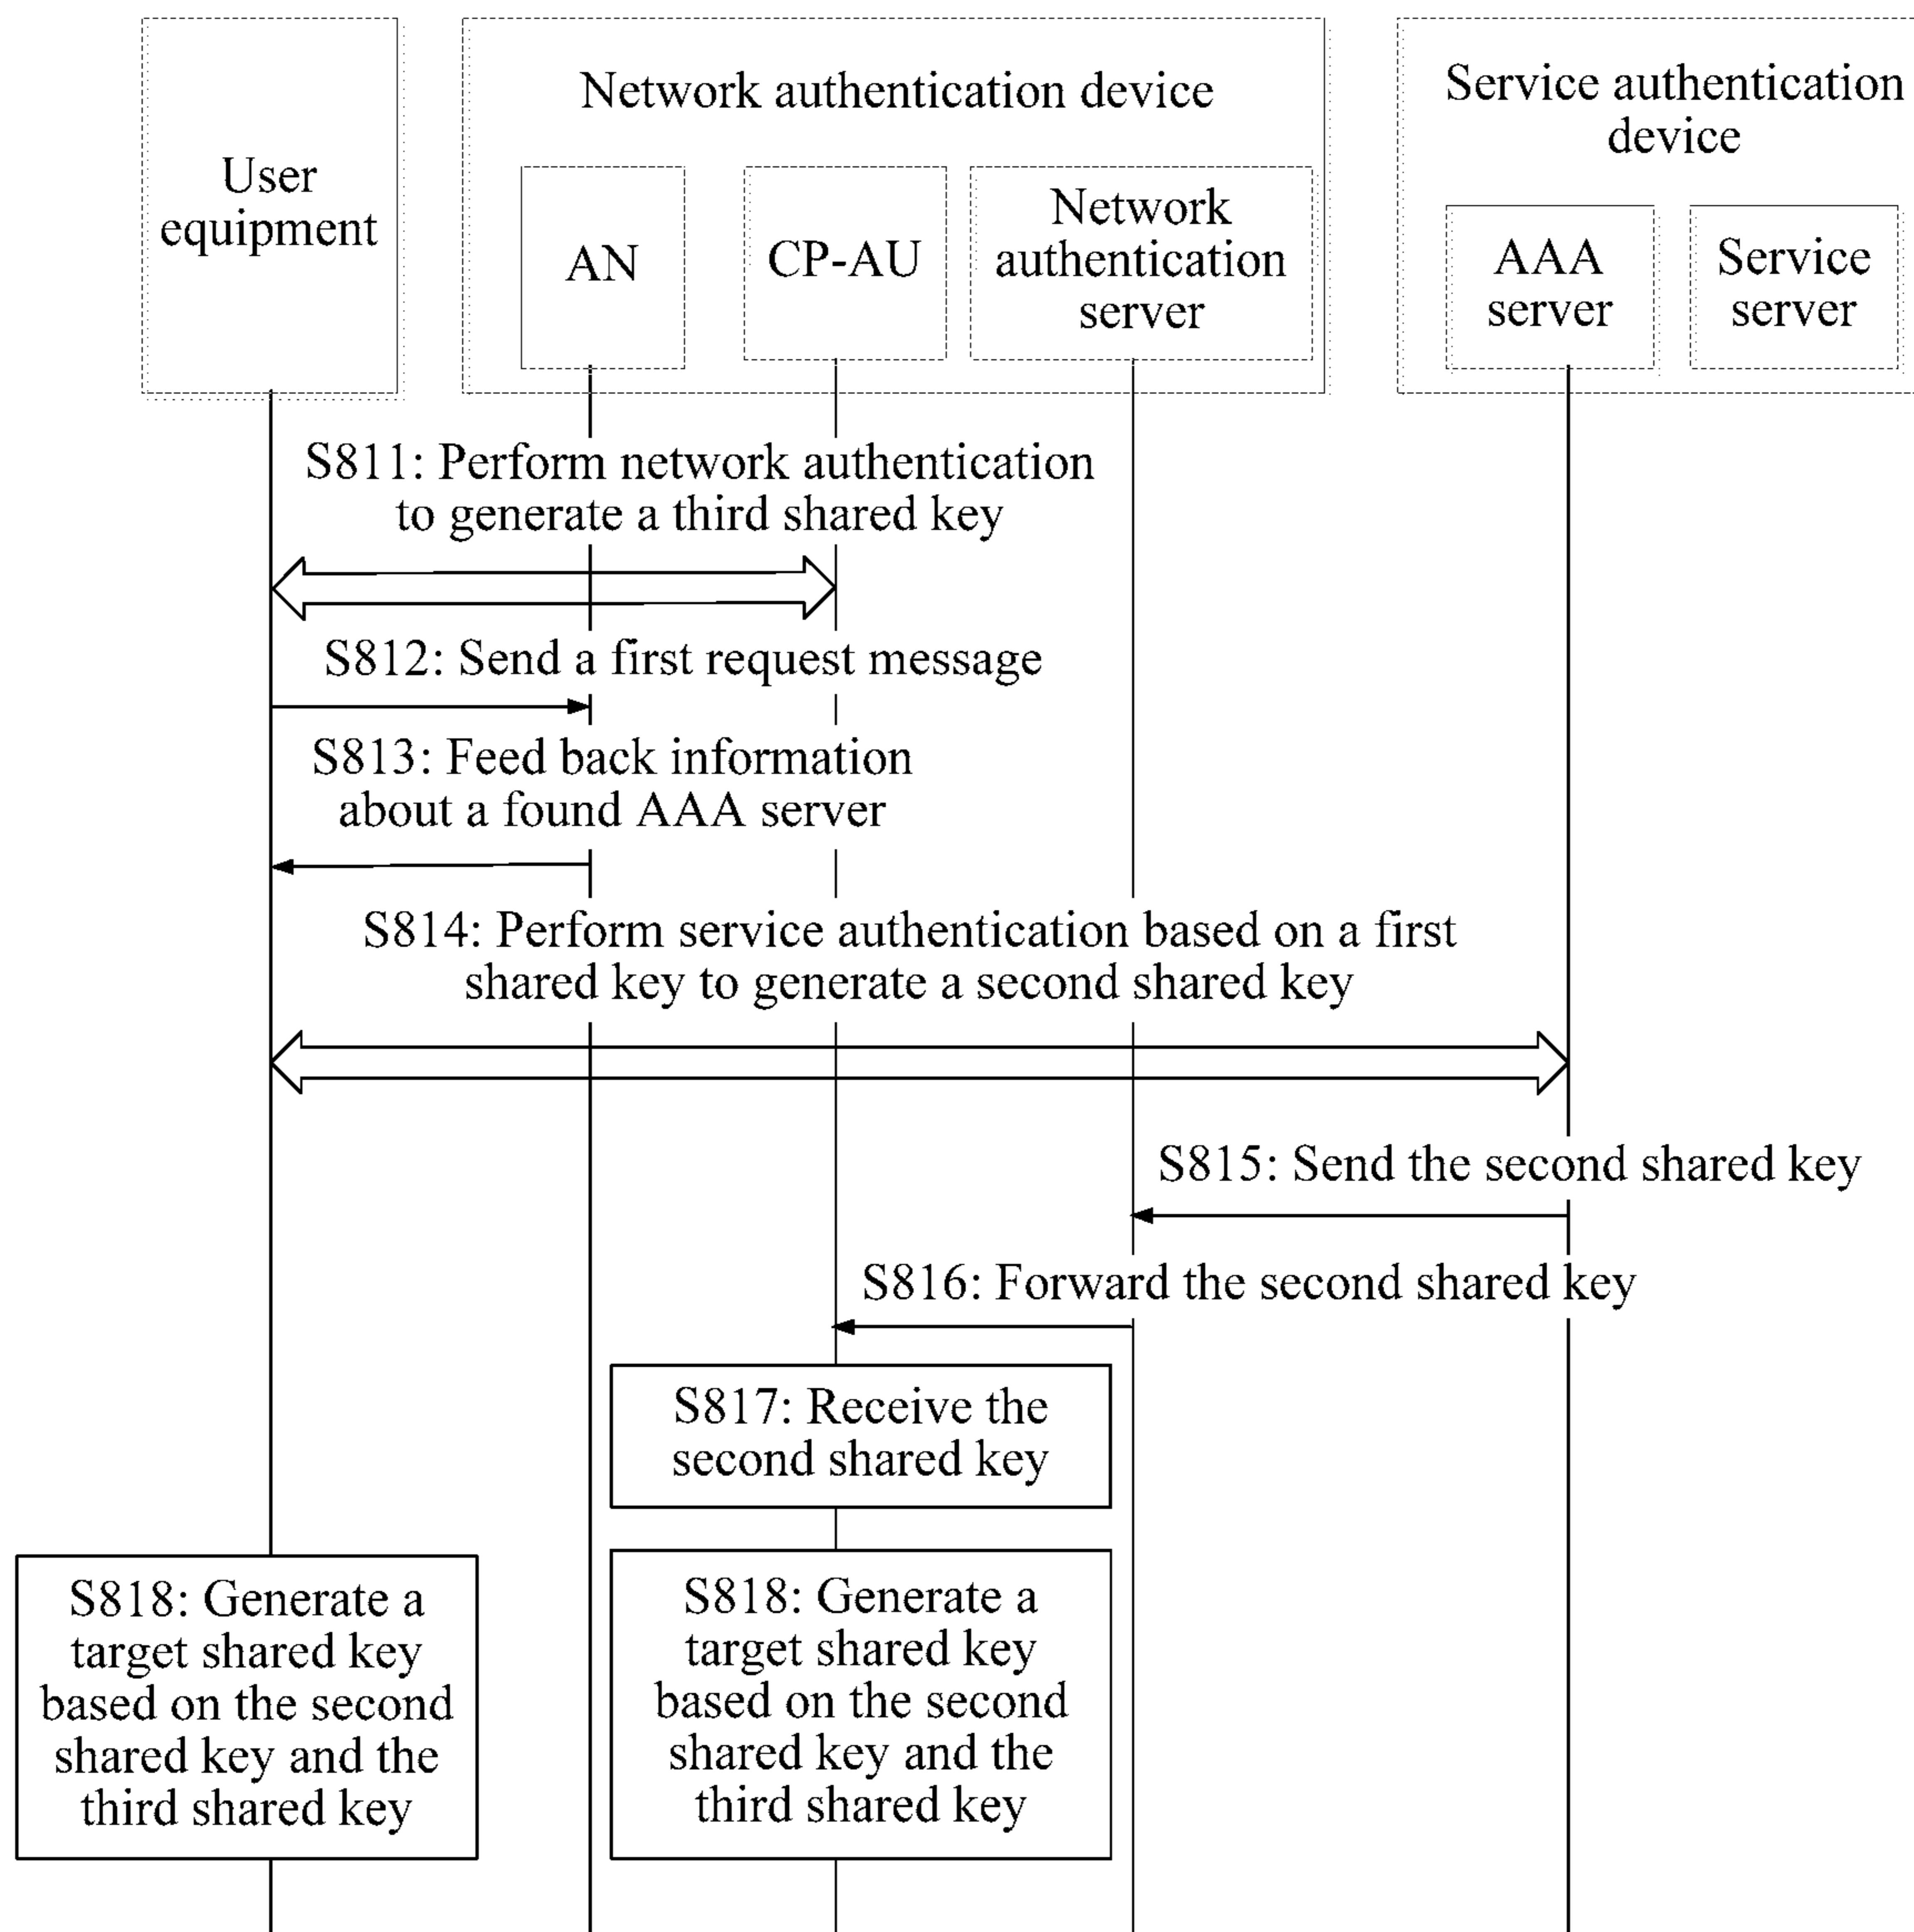 User
equipment
Network authentication device
AN
CP-AU
Network
authentication
server
Service authentication
device
AAA
server
Service
server
S811: Perform network authentication
to generate a third shared key
S812: Send a first request message
S813: Feed back information
about a found AAA server
S814: Perform service authentication based on a first
shared key to generate a second shared key
S815: Send the second shared key
S816: Forward the second shared key
S817: Receive the
second shared key
S818: Generate a
target shared key
based on the second
shared key and the
third shared key
S818: Generate a
target shared key
based on the second
shared key and the
third shared key